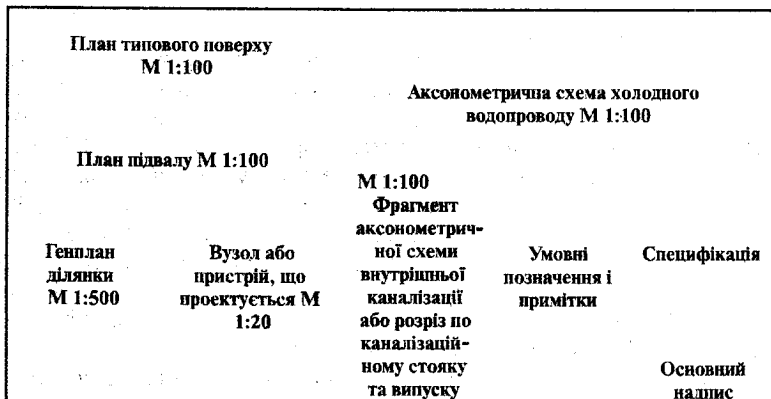 План типового поверху
М 1:100
Аксонометрична схема холодного
водопроводу М 1:100
План підвалу М 1:100
М 1:100
Фрагмент
аксонометрич-
ної схеми
внутрішньої
каналізації
або розріз по
каналізацій-
ному стояку
та випуску
Генплан
ділянки
М 1:500
Вузол або
пристрій, що
проектується М
1:20
Умовні
позначення і
примітки
Специфікація
Основний
надпис